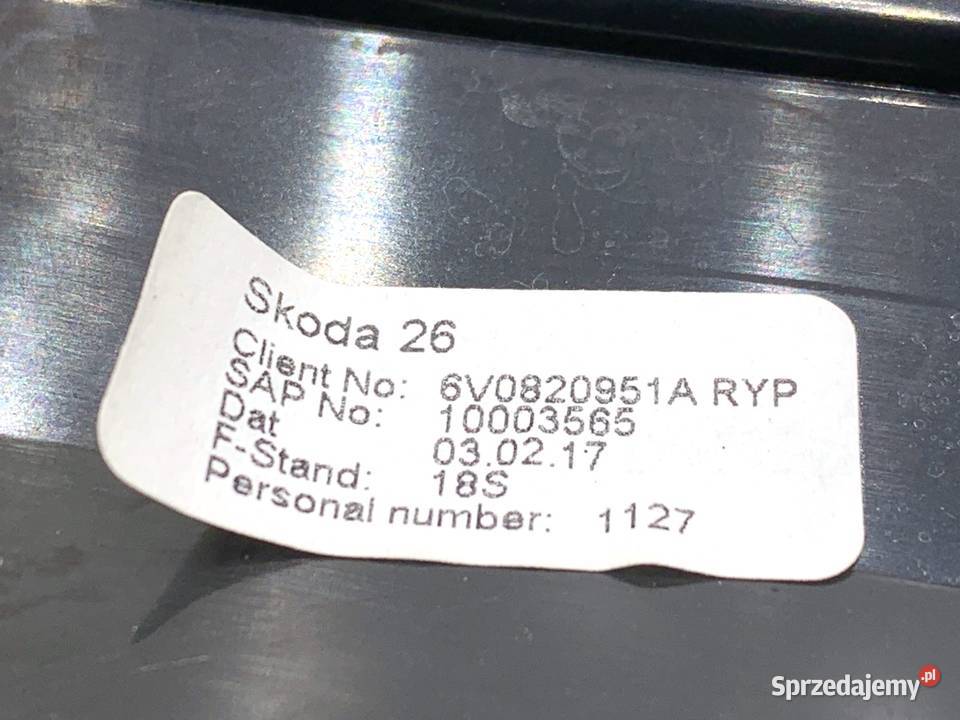 Skoda 26
Client No: 6V0820951A RYP
SAP No: 10003565
Dat 03.02.17
F-Stand: 18S
Personal number: 1127
Sprzedajemy.pl